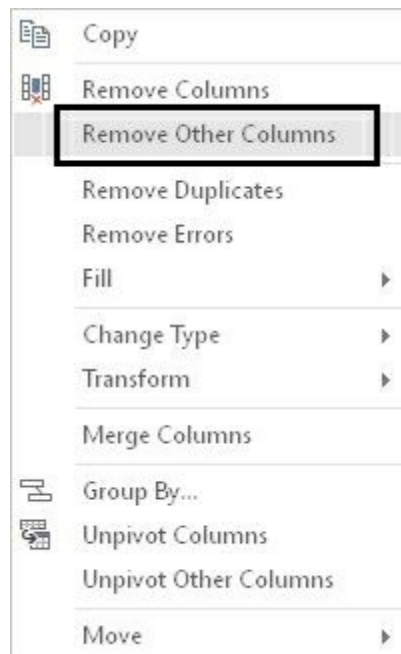 Copy
Remove Columns
Remove Other Columns
Remove Duplicates
Remove Errors
Fill
Change Type
Transform
Merge Columns
Group By...
Unpivot Columns
Unpivot Other Columns
Move